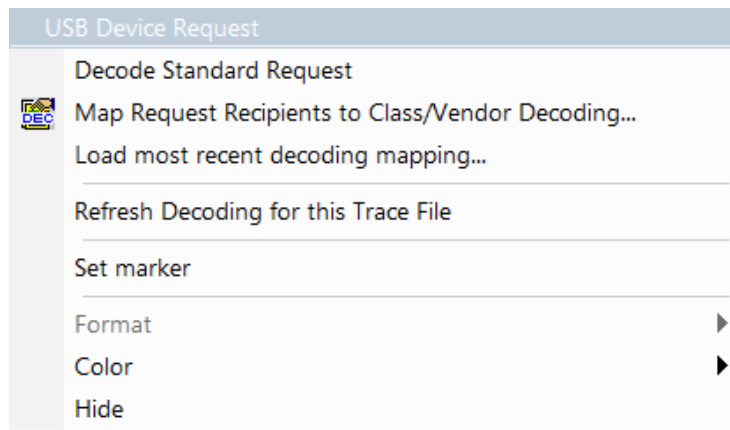 USB Device Request
Decode Standard Request
DEC
Map Request Recipients to Class/Vendor Decoding...
Load most recent decoding mapping...
Refresh Decoding for this Trace File
Set marker
Format
Color
Hide